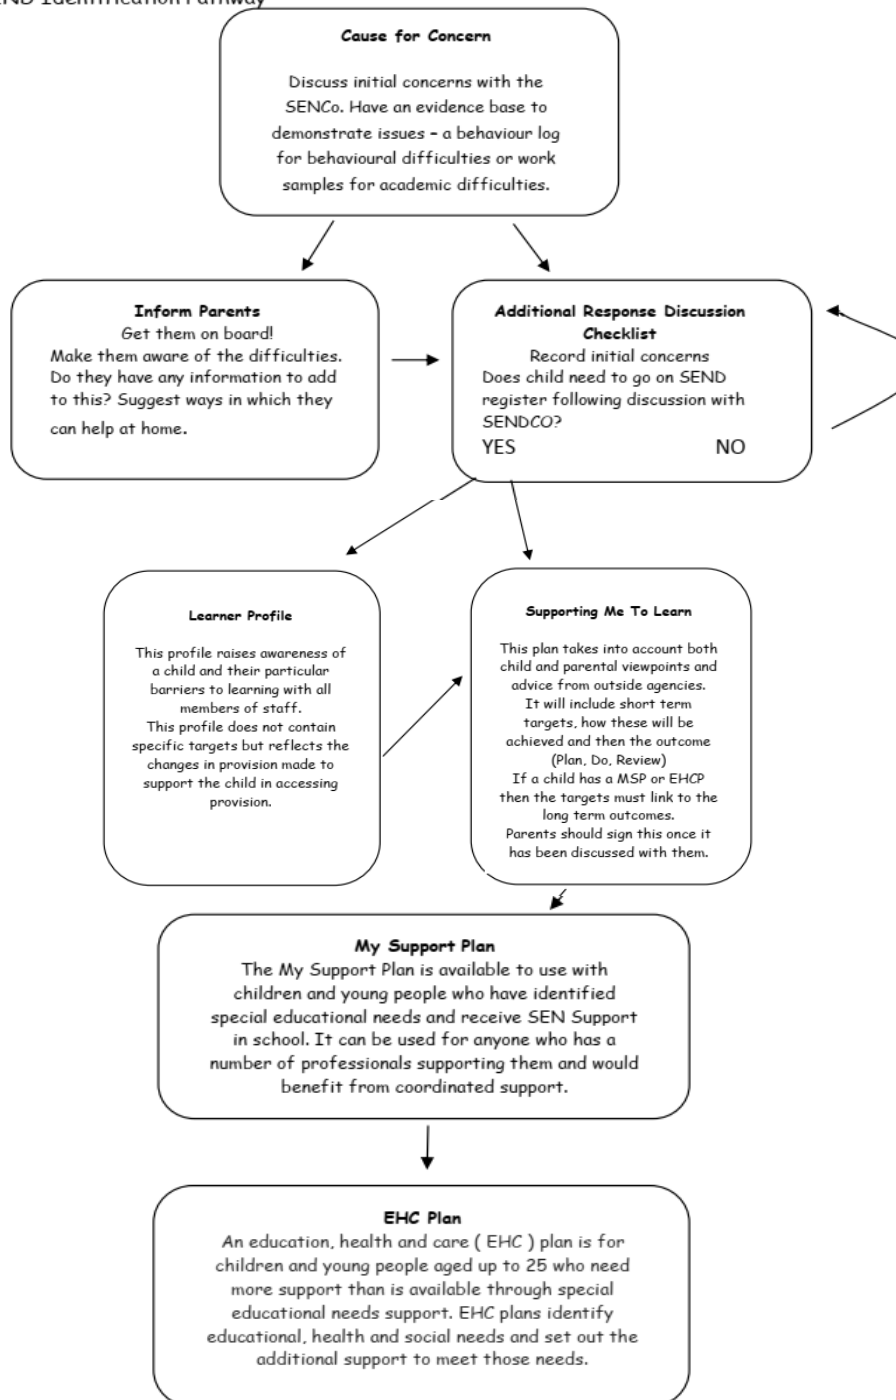 Identification Pathway
Cause for Concern
Discuss initial concerns with the
SENCo. Have an evidence base to
demonstrate issues – a behaviour log
for behavioural difficulties or work
samples for academic difficulties.
Inform Parents
Get them on board!
Make them aware of the difficulties.
Do they have any information to add
to this? Suggest ways in which they
can help at home.
Additional Response Discussion
Checklist
Record initial concerns
Does child need to go on SEND
register following discussion with
SENDCO?
YES NO
Learner Profile
This profile raises awareness of
a child and their particular
barriers to learning with all
members of staff.
This profile does not contain
specific targets but reflects the
changes in provision made to
support the child in accessing
provision.
Supporting Me To Learn
This plan takes into account both
child and parental viewpoints and
advice from outside agencies.
It will include short term
targets, how these will be
achieved and then the outcome
(Plan, Do, Review)
If a child has a MSP or EHCP
then the targets must link to the
long term outcomes.
Parents should sign this once it
has been discussed with them.
My Support Plan
The My Support Plan is available to use with
children and young people who have identified
special educational needs and receive SEN Support
in school. It can be used for anyone who has a
number of professionals supporting them and would
benefit from coordinated support.
EHC Plan
An education, health and care ( EHC ) plan is for
children and young people aged up to 25 who need
more support than is available through special
educational needs support. EHC plans identify
educational, health and social needs and set out the
additional support to meet those needs.